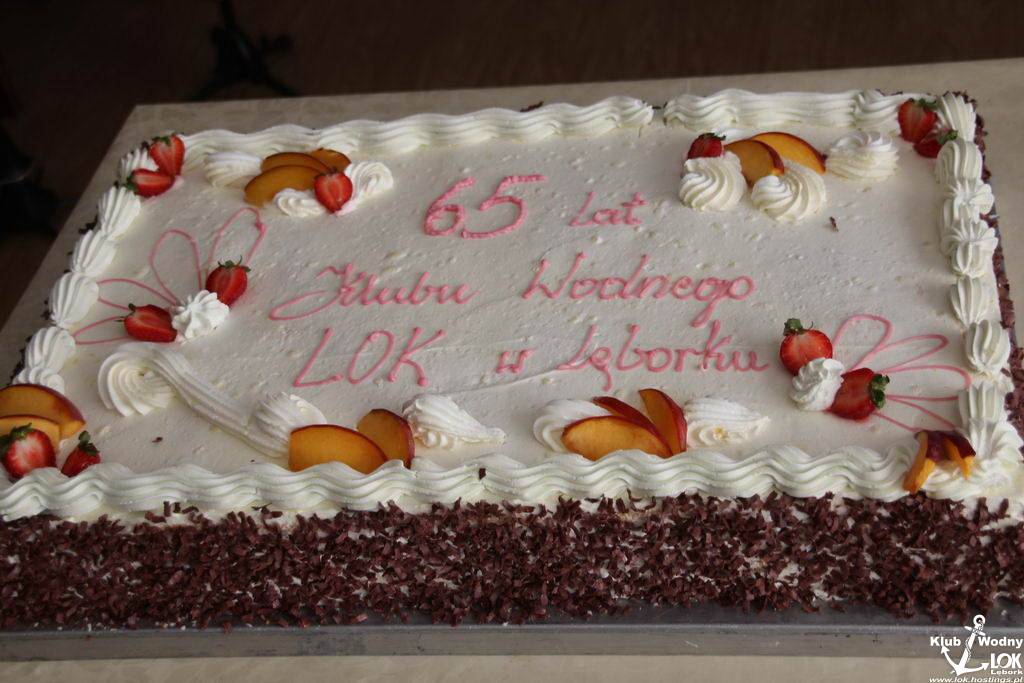 65 Lat
Klubu Wodnego
LOK w Lęborku
Klub Wodny
LOK
Lębork
www.lok.hostings.pl